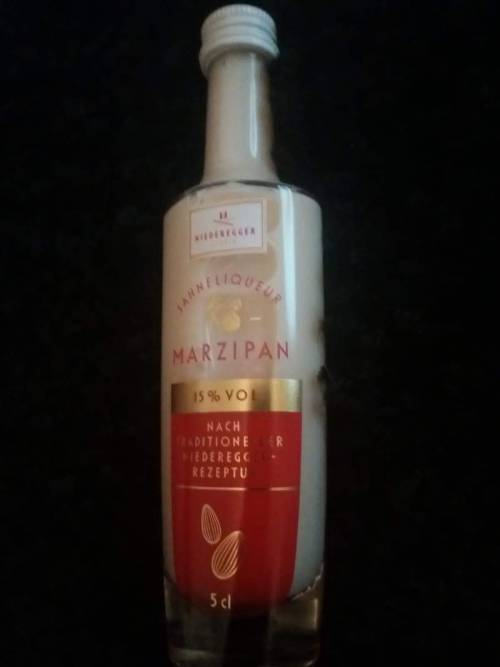 NIEDEREGGER
SAHNELIQUEUR
MARZIPAN
15% VOL
NACH
TRADITIONELLER
NIEDEREGGER-
REZEPTUR
5 cl